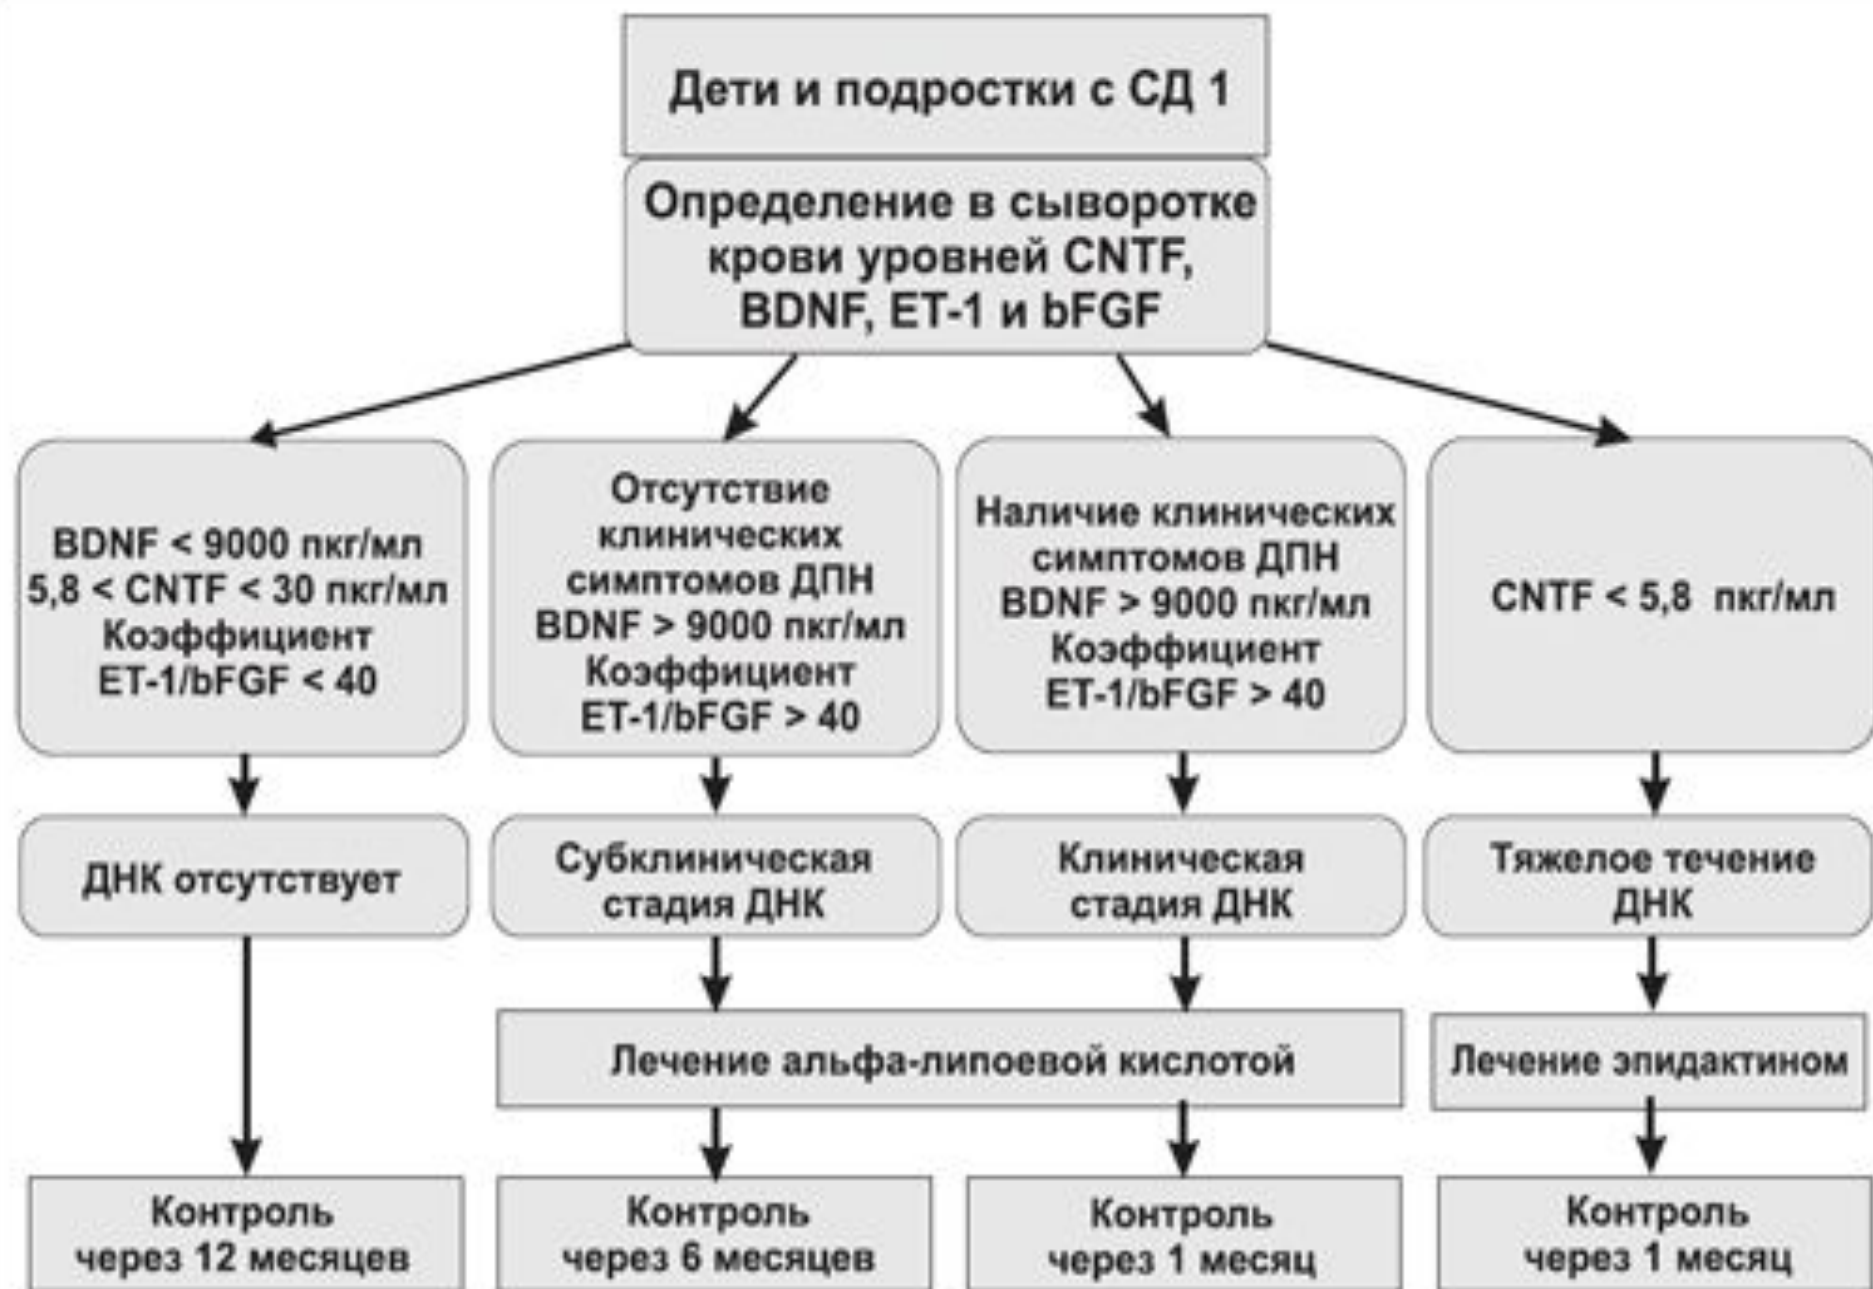 Дети и подростки с СД 1
Определение в сыворотке
крови уровней CNTF,
BDNF, ET-1 и bFGF
BDNF < 9000 пкг/мл
5,8 < CNTF < 30 пкг/мл
Коэффициент
ET-1/bFGF < 40
Отсутствие
клинических
симптомов ДПН
BDNF > 9000 пкг/мл
Коэффициент
ET-1/bFGF > 40
Наличие клинических
симптомов ДПН
BDNF > 9000 пкг/мл
Коэффициент
ET-1/bFGF > 40
CNTF < 5,8 пкг/мл
ДНК отсутствует
Субклиническая
стадия ДНК
Клиническая
стадия ДНК
Тяжелое течение
ДНК
Лечение альфа-липоевой кислотой
Лечение эпидактином
Контроль
через 12 месяцев
Контроль
через 6 месяцев
Контроль
через 1 месяц
Контроль
через 1 месяц